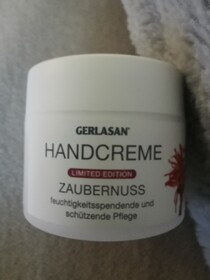 GERLASAN®
HANDCREME
LIMITED EDITION
ZAUBERNUSS
feuchtigkeitsspendende und
schützende Pflege